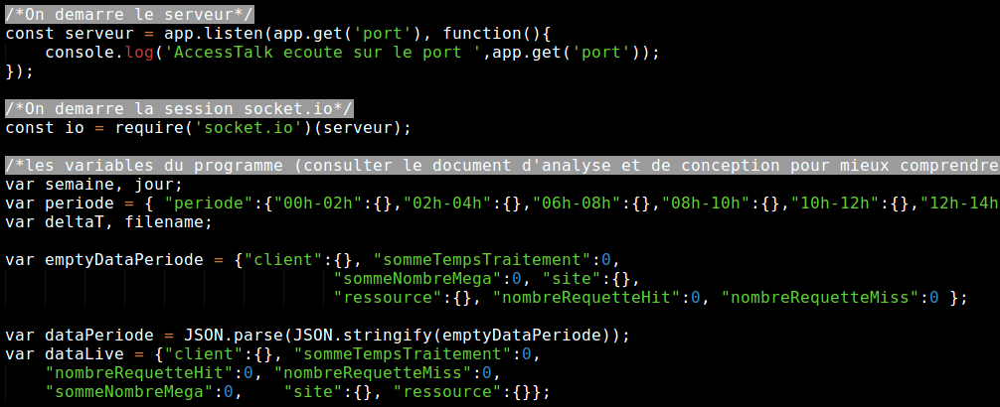 /*On demarre le serveur*/
const serveur = app.listen(app.get('port'), function(){
    console.log('AccessTalk ecoute sur le port ',app.get('port'));
});

/*On demarre la session socket.io*/
const io = require('socket.io')(serveur);

/*les variables du programme (consulter le document d'analyse et de conception pour mieux comprendre
var semaine, jour;
var periode = { "periode":{"00h-02h":{},"02h-04h":{},"06h-08h":{},"08h-10h":{},"10h-12h":{},"12h-14h
var deltaT, filename;

var emptyDataPeriode = {"client":{}, "sommeTempsTraitement":0,
                                 "sommeNombreMega":0, "site":{},
                                 "ressource":{}, "nombreRequetteHit":0, "nombreRequetteMiss":0 };

var dataPeriode = JSON.parse(JSON.stringify(emptyDataPeriode));
var dataLive = {"client":{}, "sommeTempsTraitement":0,
    "nombreRequetteHit":0, "nombreRequetteMiss":0,
    "sommeNombreMega":0,    "site":{}, "ressource":{}};